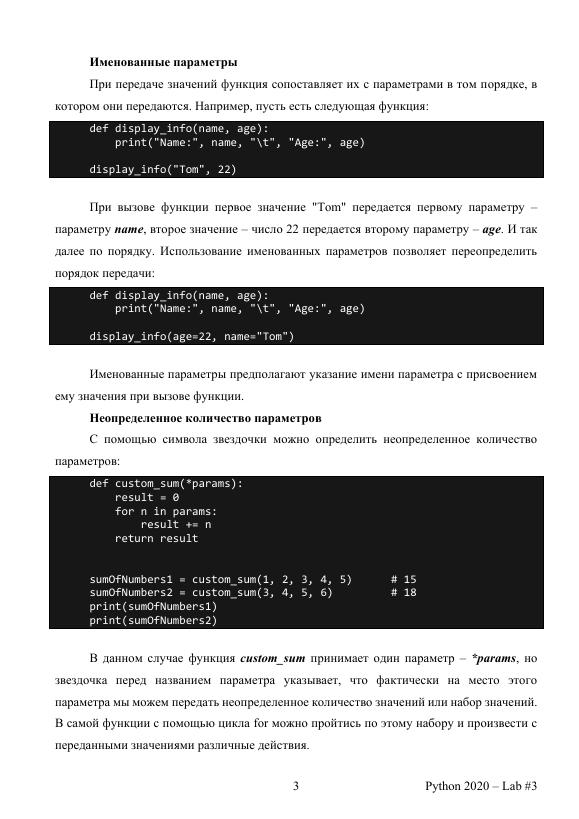 Именованные параметры
При передаче значений функция сопоставляет их с параметрами в том порядке, в
котором они передаются. Например, пусть есть следующая функция:
def display_info(name, age):
    print("Name:", name, "\t", "Age:", age)
display_info("Tom", 22)
При вызове функции первое значение "Tom" передается первому параметру –
параметру name, второе значение – число 22 передается второму параметру – age. И так
далее по порядку. Использование именованных параметров позволяет переопределить
порядок передачи:
def display_info(name, age):
    print("Name:", name, "\t", "Age:", age)
display_info(age=22, name="Tom")
Именованные параметры предполагают указание имени параметра с присвоением
ему значения при вызове функции.
Неопределенное количество параметров
С помощью символа звездочки можно определить неопределенное количество
параметров:
def custom_sum(*params):
    result = 0
    for n in params:
        result += n
    return result
sumOfNumbers1 = custom_sum(1, 2, 3, 4, 5)      # 15
sumOfNumbers2 = custom_sum(3, 4, 5, 6)         # 18
print(sumOfNumbers1)
print(sumOfNumbers2)
В данном случае функция custom_sum принимает один параметр – *params, но
звездочка перед названием параметра указывает, что фактически на место этого
параметра мы можем передать неопределенное количество значений или набор значений.
В самой функции с помощью цикла for можно пройтись по этому набору и произвести с
переданными значениями различные действия.
3 Python 2020 – Lab #3